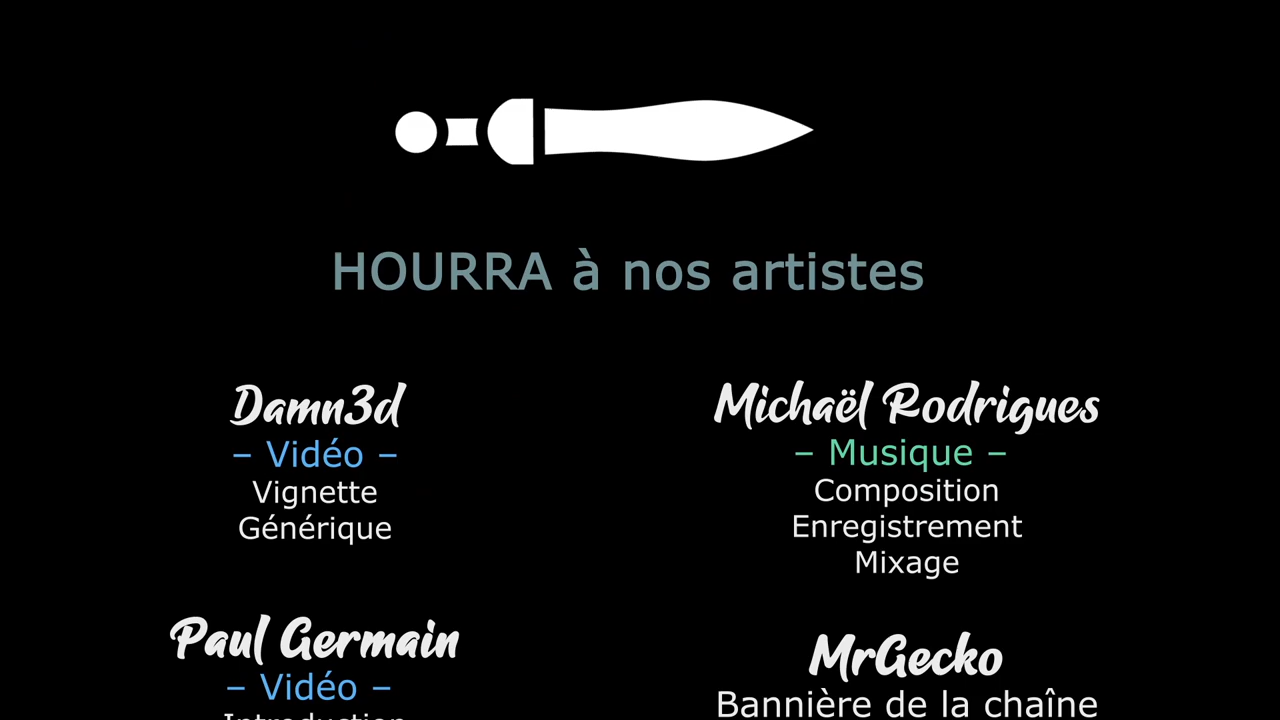 HOURRA à nos artistes
Damn3d
– Vidéo –
Vignette
Générique
Michaël Rodrigues
– Musique –
Composition
Enregistrement
Mixage
Paul Germain
– Vidéo –
Introduction
MrGecko
Bannière de la chaîne